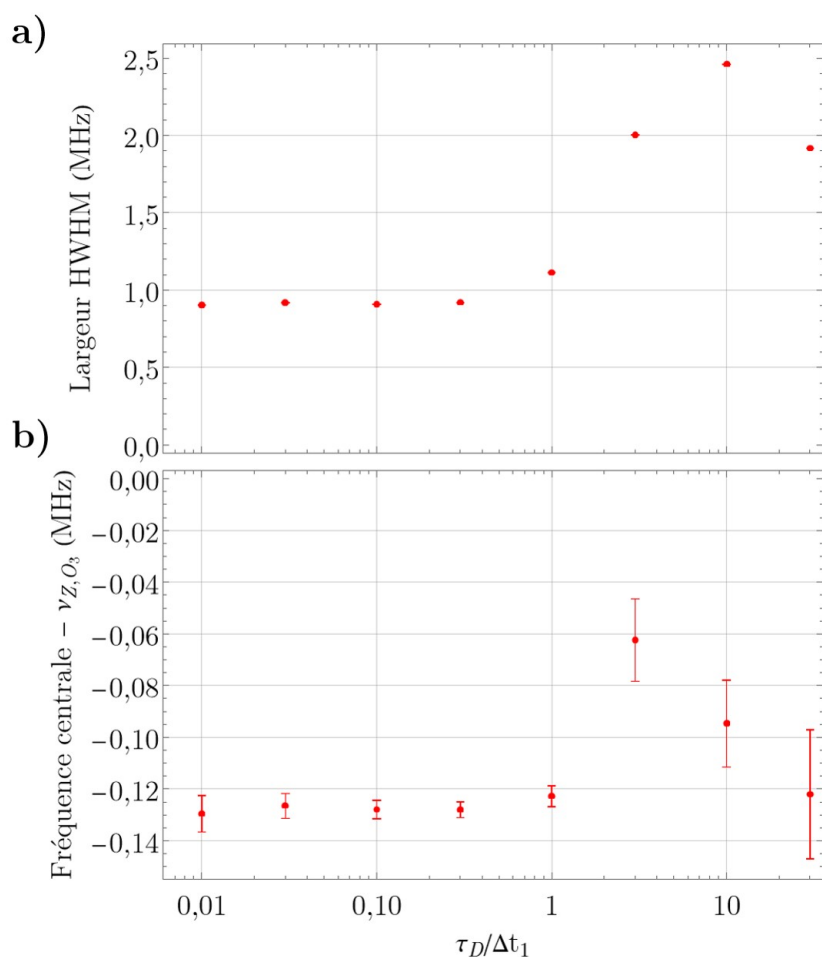 a)
Largeur HWHM (MHz)
2,5
2,0
1,5
1,0
0,5
0,0
b)
Fréquence centrale − ν_{Z,O_3} (MHz)
0,00
−0,02
−0,04
−0,06
−0,08
−0,10
−0,12
−0,14
0,01 0,10 1 10
τ_D/Δt_1